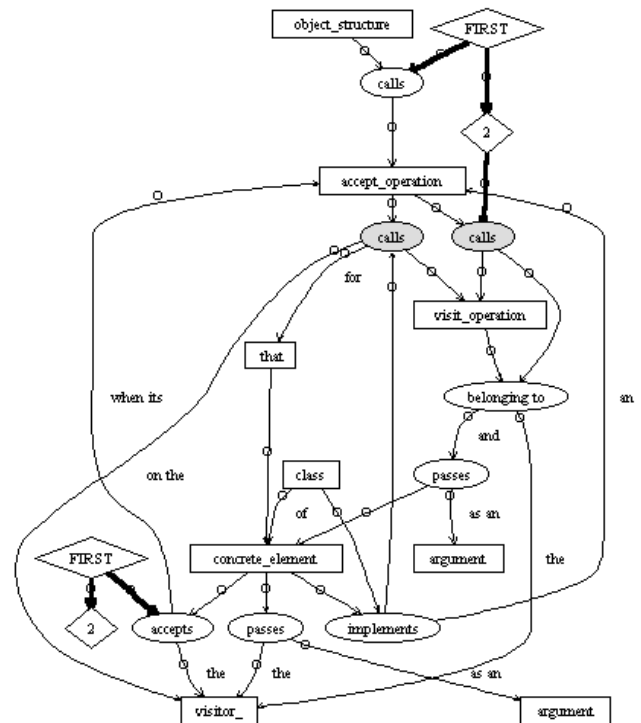 object_structure
FIRST
calls
2
accept_operation
calls
calls
for
visit_operation
that
when its
belonging to
an
and
on the
class
passes
of
as an
FIRST
concrete_element
argument
the
2
accepts
passes
implements
the
the
as an
visitor_
argument